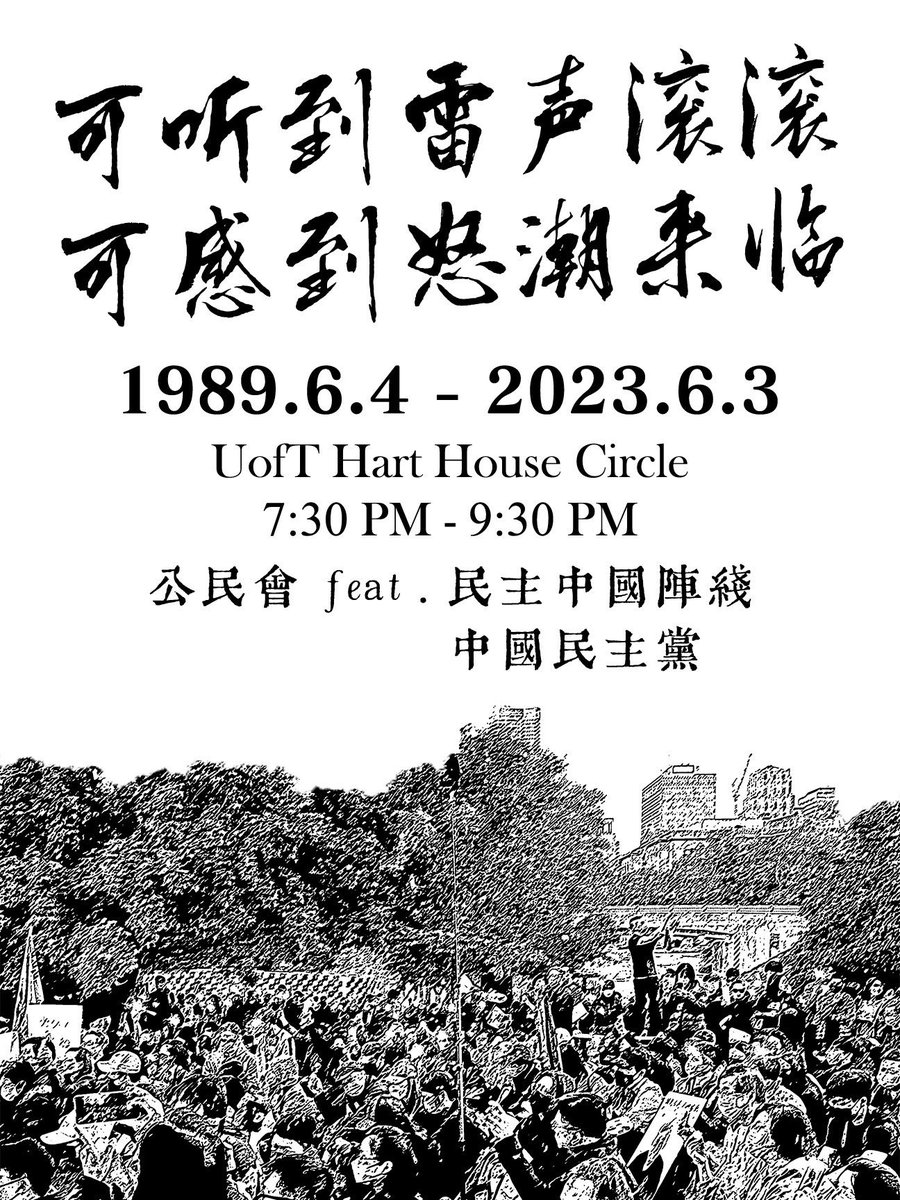 可听到雷声滚滚
可感到怒潮来临
1989.6.4 - 2023.6.3
UofT Hart House Circle
7:30 PM - 9:30 PM
公民會 feat. 民主中國陣綫
中國民主黨